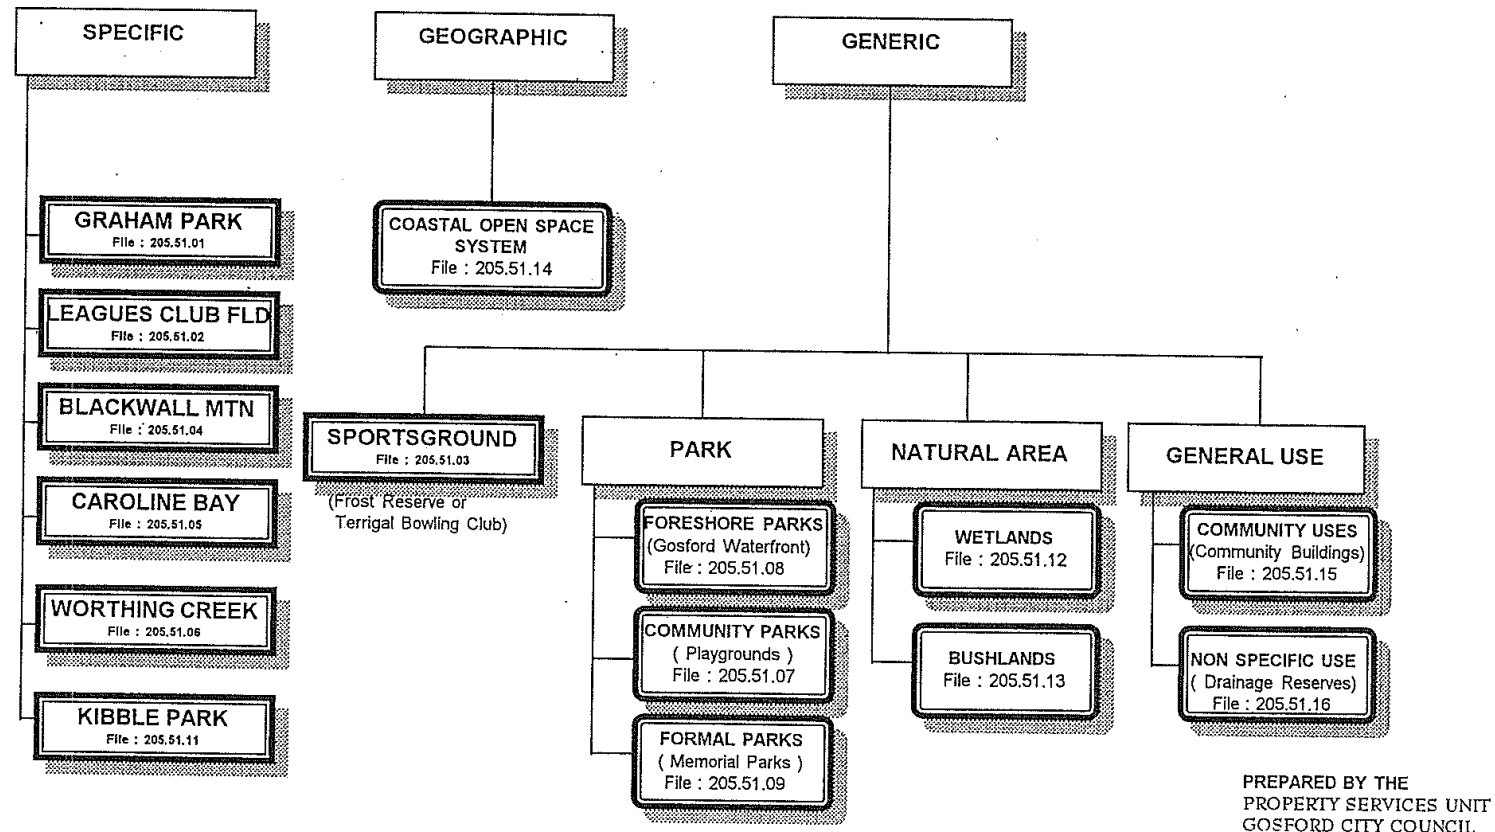 SPECIFIC
GEOGRAPHIC
GENERIC
GRAHAM PARK
File : 205.51.01
LEAGUES CLUB FLD
File : 205.51.02
BLACKWALL MTN
File : 205.51.04
CAROLINE BAY
File : 205.51.05
WORTHING CREEK
File : 205.51.06
KIBBLE PARK
File : 205.51.11
COASTAL OPEN SPACE
SYSTEM
File : 205.51.14
SPORTSGROUND
File : 205.51.03
(Frost Reserve or
Terrigal Bowling Club)
PARK
FORESHORE PARKS
(Gosford Waterfront)
File : 205.51.08
COMMUNITY PARKS
( Playgrounds )
File : 205.51.07
FORMAL PARKS
( Memorial Parks )
File : 205.51.09
NATURAL AREA
WETLANDS
File : 205.51.12
BUSHLANDS
File : 205.51.13
GENERAL USE
COMMUNITY USES
(Community Buildings)
File : 205.51.15
NON SPECIFIC USE
( Drainage Reserves)
File : 205.51.16
PREPARED BY THE
PROPERTY SERVICES UNIT
GOSFORD CITY COUNCIL